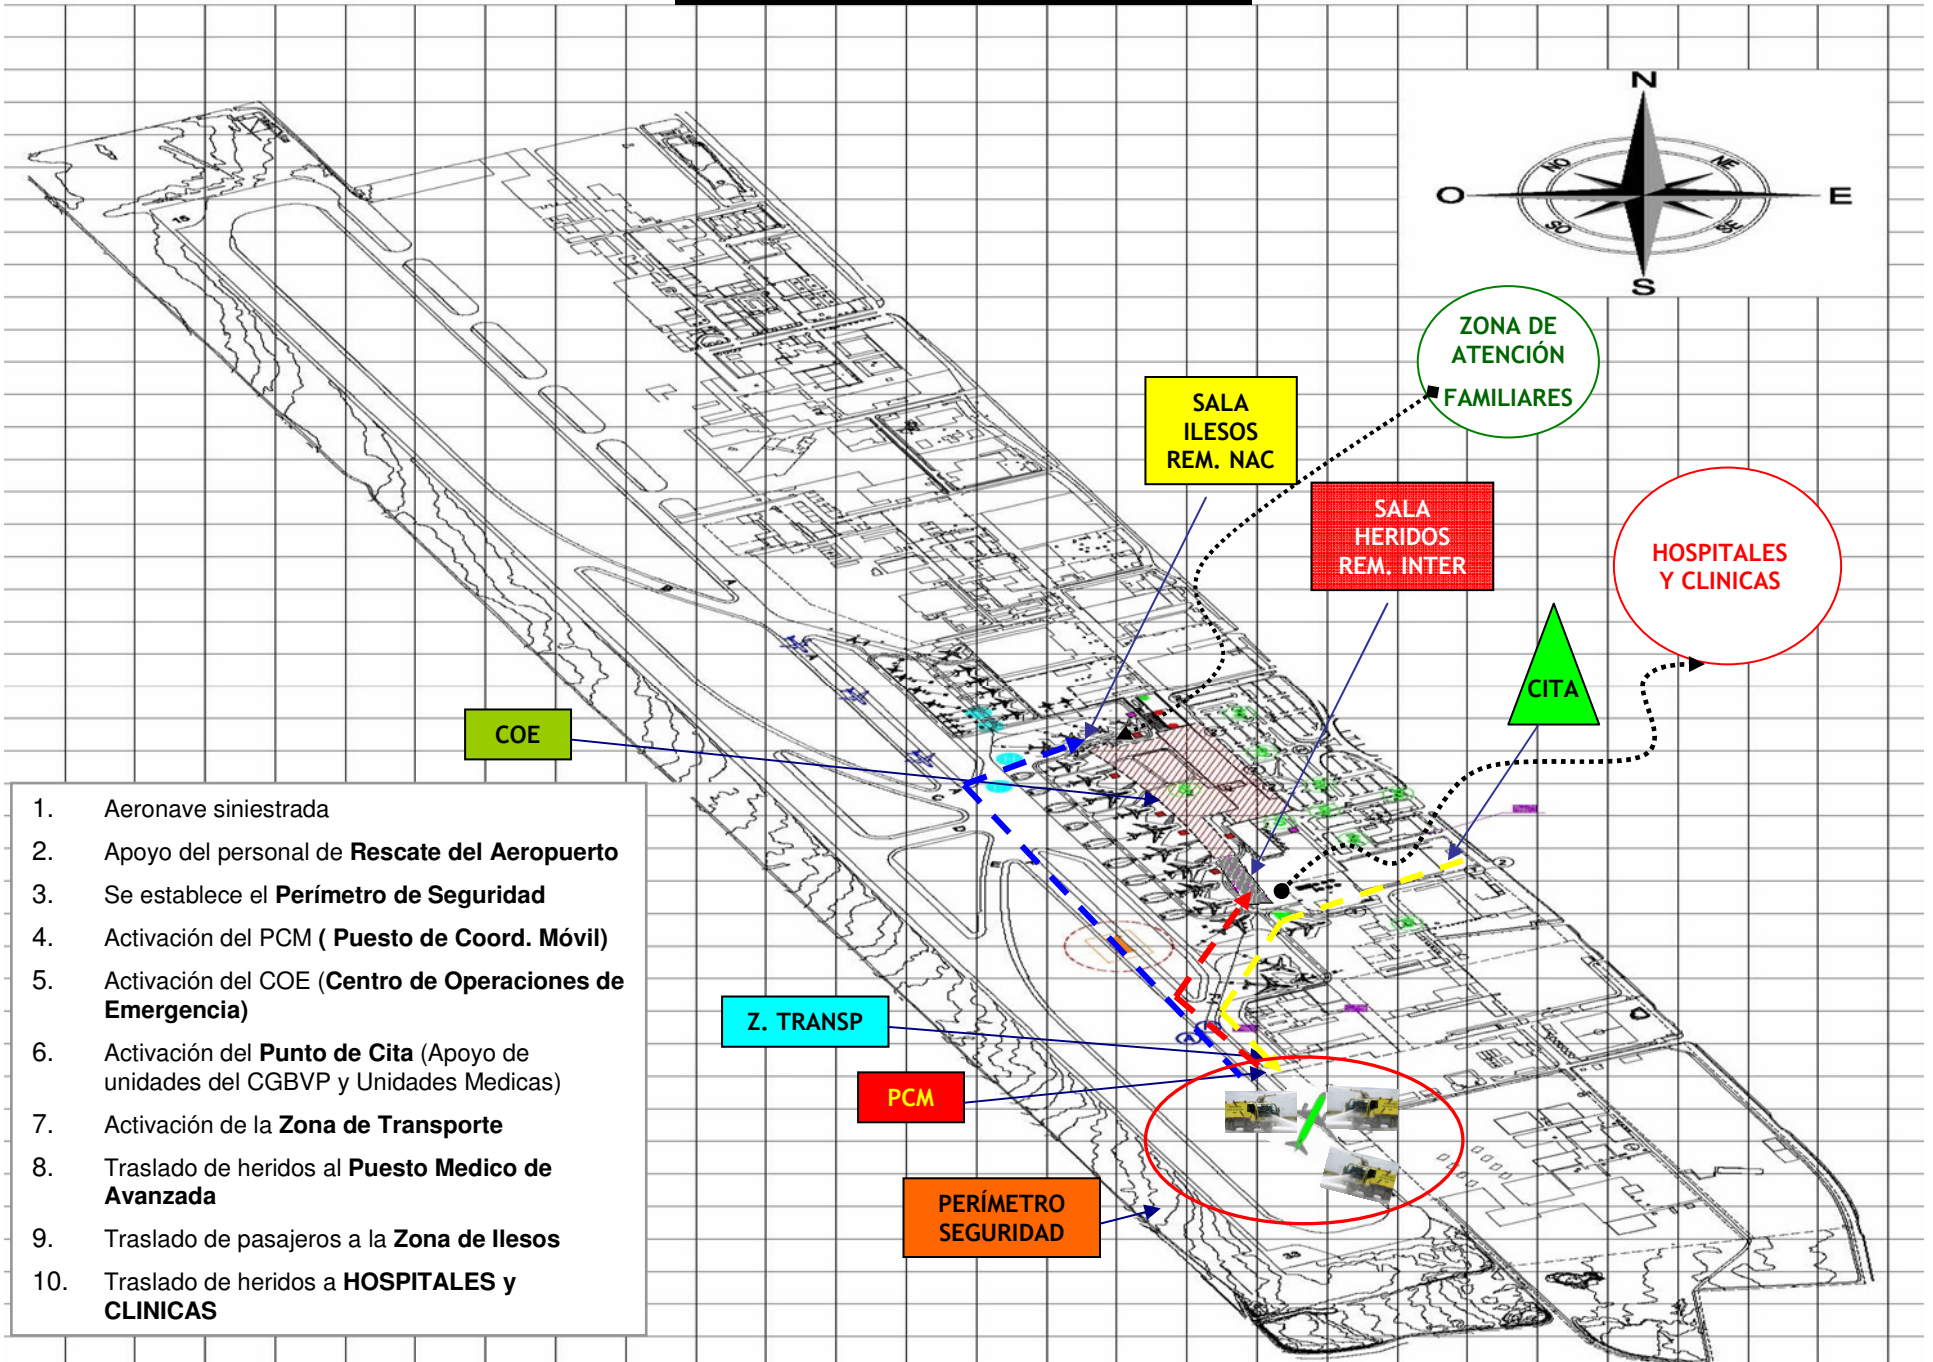 N
NO
NE
O
E
SO
SE
S
15
ZONA DE
ATENCIÓN
FAMILIARES
SALA
ILESOS
REM. NAC
SALA
HERIDOS
REM. INTER
HOSPITALES
Y CLINICAS
CITA
COE
A
B
C
D
E
2
A
Z. TRANSP
PCM
PERÍMETRO
SEGURIDAD
33
1. Aeronave siniestrada
2. Apoyo del personal de Rescate del Aeropuerto
3. Se establece el Perímetro de Seguridad
4. Activación del PCM ( Puesto de Coord. Móvil)
5. Activación del COE (Centro de Operaciones de
Emergencia)
6. Activación del Punto de Cita (Apoyo de
unidades del CGBVP y Unidades Medicas)
7. Activación de la Zona de Transporte
8. Traslado de heridos al Puesto Medico de
Avanzada
9. Traslado de pasajeros a la Zona de Ilesos
10. Traslado de heridos a HOSPITALES y
CLINICAS